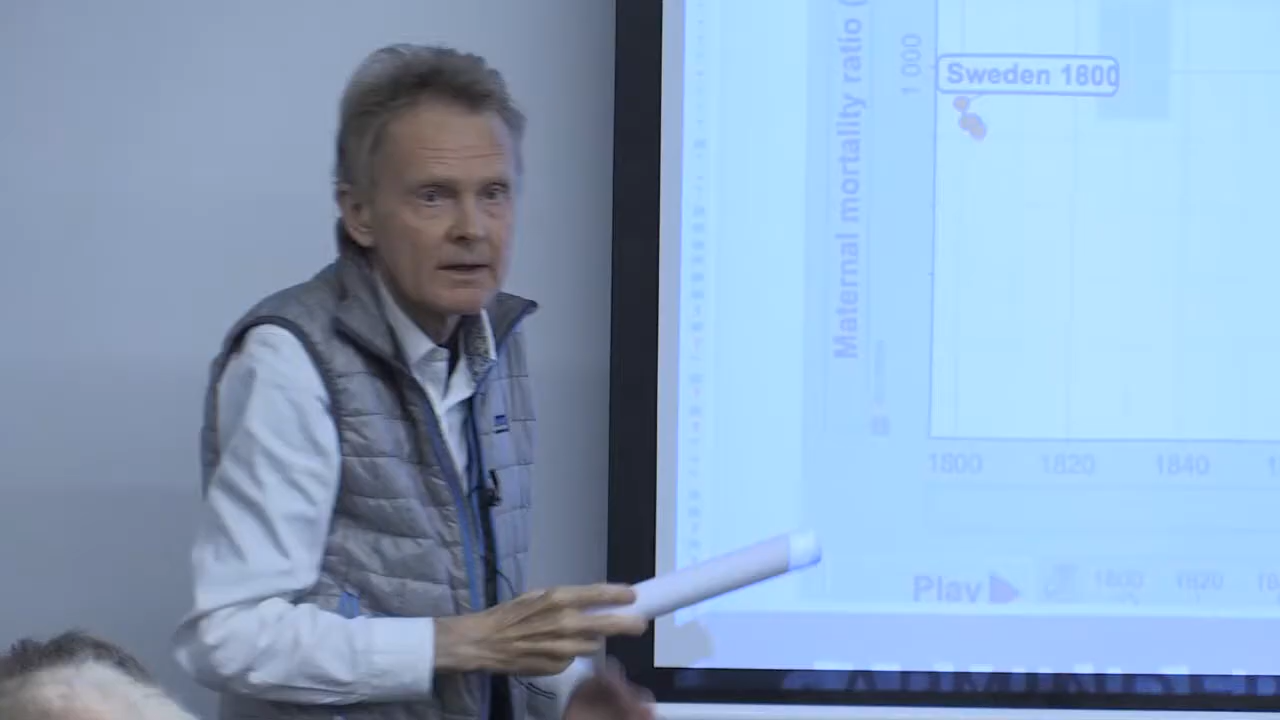 Maternal mortality ratio (
1 000
Sweden 1800
1800 1820 1840
Play 1800 1820